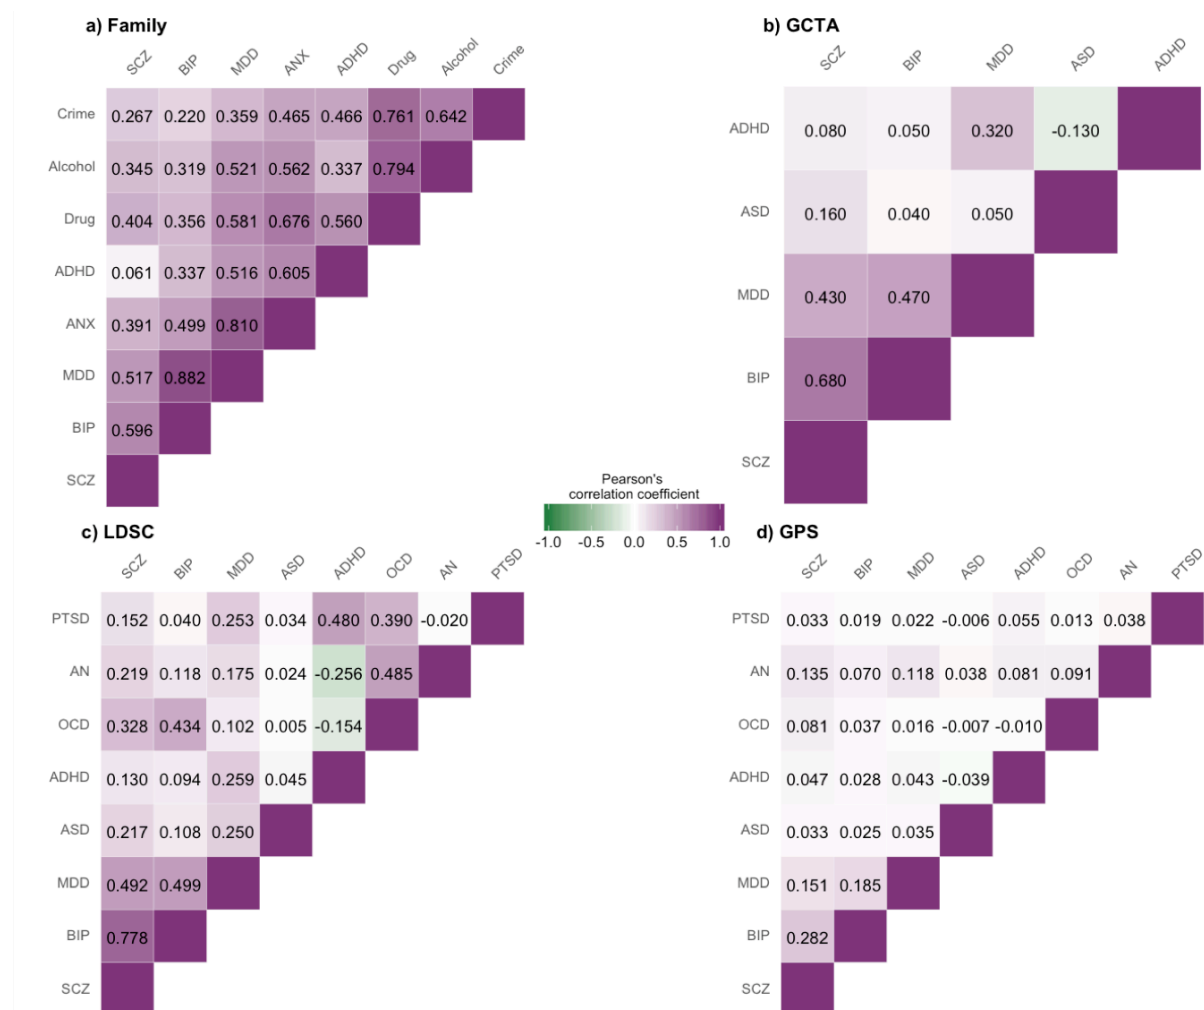 a) Family
SCZ BIP MDD ANX ADHD Drug Alcohol Crime
Crime 0.267 0.220 0.359 0.465 0.466 0.761 0.642
Alcohol 0.345 0.319 0.521 0.562 0.337 0.794
Drug 0.404 0.356 0.581 0.676 0.560
ADHD 0.061 0.337 0.516 0.605
ANX 0.391 0.499 0.810
MDD 0.517 0.882
BIP 0.596
SCZ
b) GCTA
SCZ BIP MDD ASD ADHD
ADHD 0.080 0.050 0.320 -0.130
ASD 0.160 0.040 0.050
MDD 0.430 0.470
BIP 0.680
SCZ
Pearson's
correlation coefficient
-1.0 -0.5 0.0 0.5 1.0
c) LDSC
SCZ BIP MDD ASD ADHD OCD AN PTSD
PTSD 0.152 0.040 0.253 0.034 0.480 0.390 -0.020
AN 0.219 0.118 0.175 0.024 -0.256 0.485
OCD 0.328 0.434 0.102 0.005 -0.154
ADHD 0.130 0.094 0.259 0.045
ASD 0.217 0.108 0.250
MDD 0.492 0.499
BIP 0.778
SCZ
d) GPS
SCZ BIP MDD ASD ADHD OCD AN PTSD
PTSD 0.033 0.019 0.022 -0.006 0.055 0.013 0.038
AN 0.135 0.070 0.118 0.038 0.081 0.091
OCD 0.081 0.037 0.016 -0.007 -0.010
ADHD 0.047 0.028 0.043 -0.039
ASD 0.033 0.025 0.035
MDD 0.151 0.185
BIP 0.282
SCZ